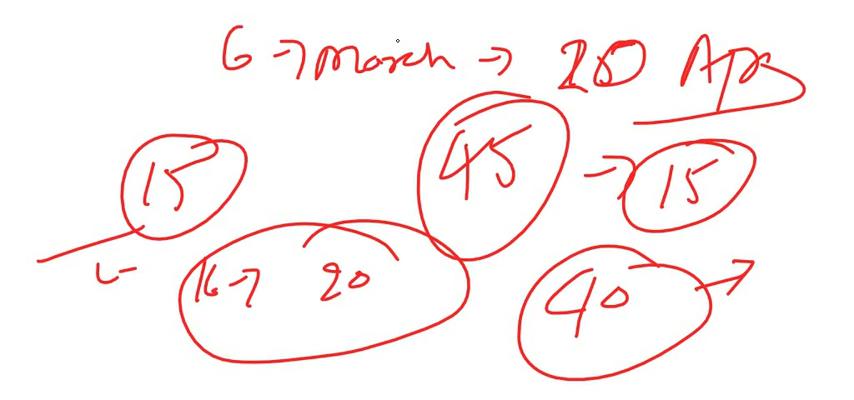 6 → March → 20 Apr
15 45 → 15
16 → 20 40 →